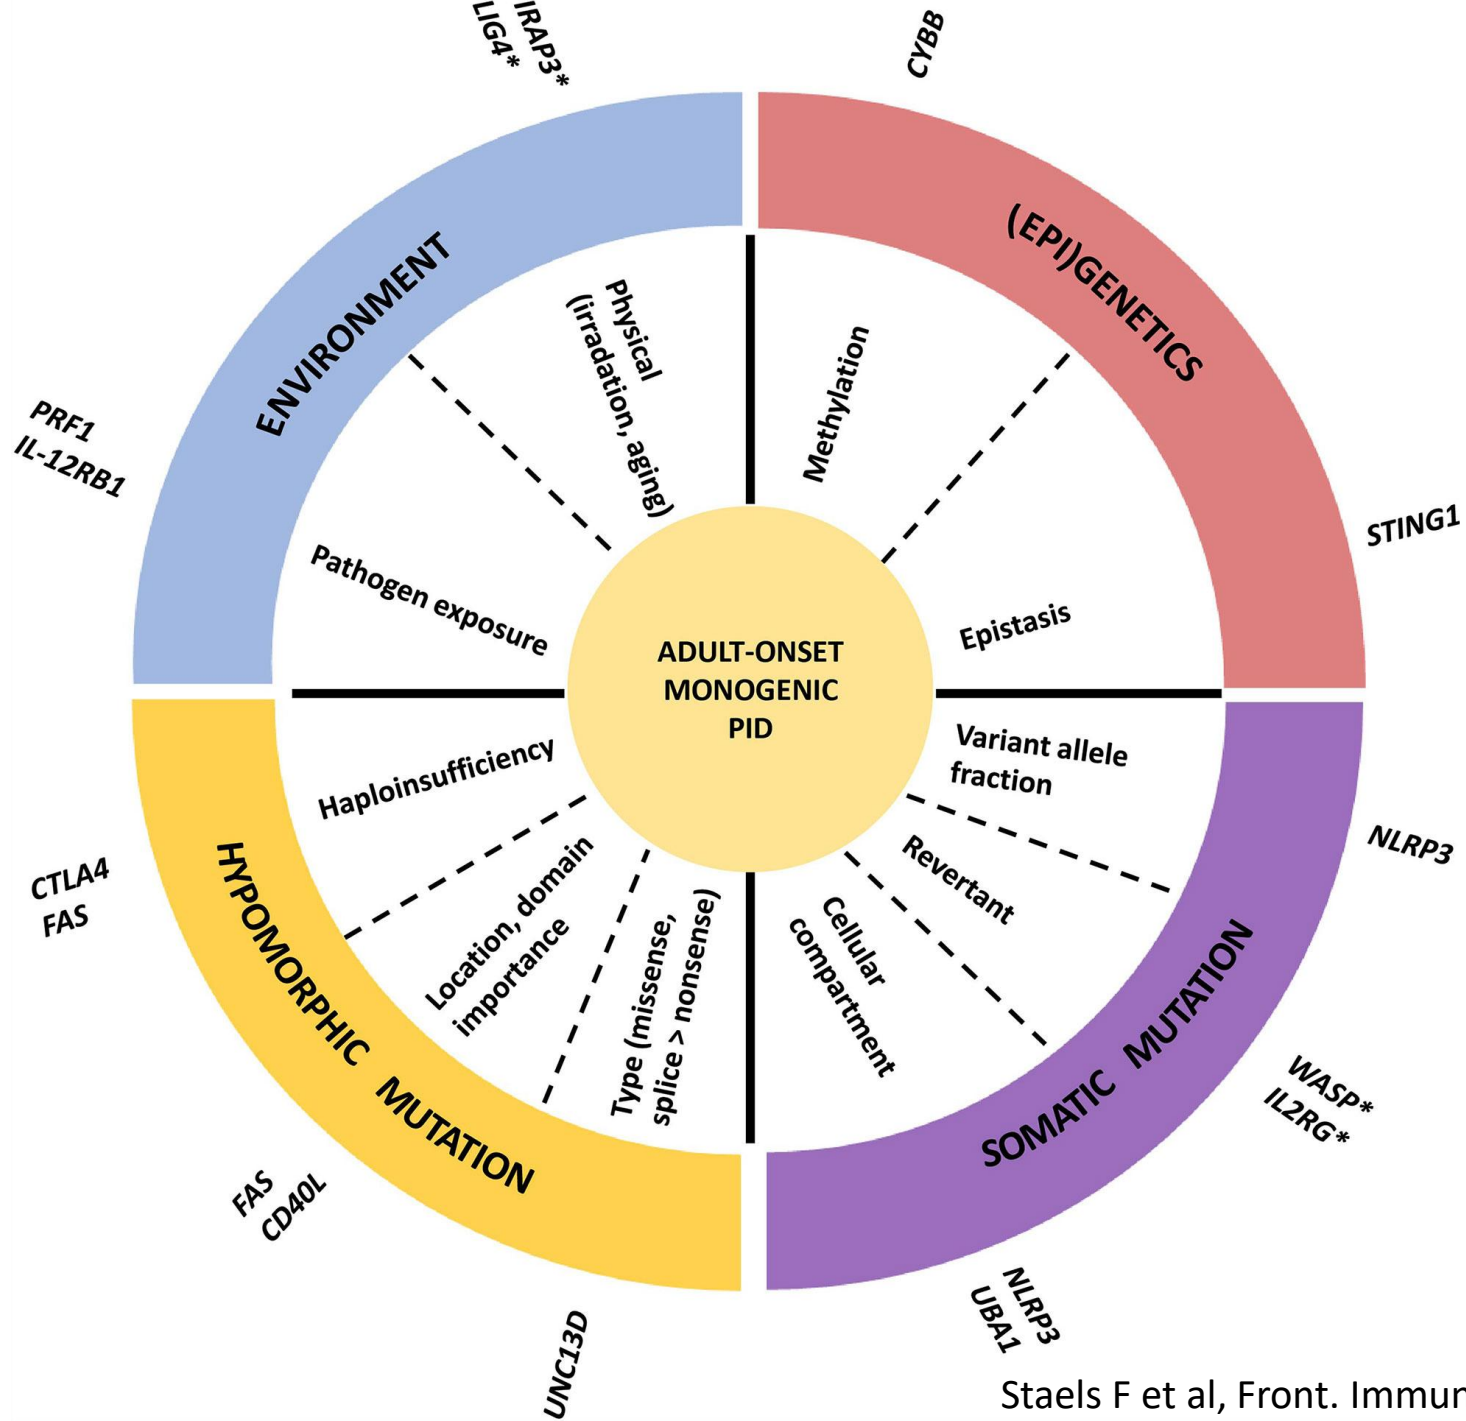 IRAP3*
LIG4*
CYBB
ENVIRONMENT
(EPI)GENETICS
Physical
(irradation, aging)
Methylation
PRF1
IL-12RB1
STING1
Pathogen exposure
Epistasis
ADULT-ONSET
MONOGENIC
PID
Haploinsufficiency
Variant allele
fraction
NLRP3
CTLA4
FAS
Location, domain
importance
Revertant
HYPOMORPHIC MUTATION
Type (missense,
splice > nonsense)
Cellular
compartment
SOMATIC MUTATION
WASP*
IL2RG*
FAS
CD40L
UNC13D
NLRP3
UBA1
Staels F et al, Front. Immun